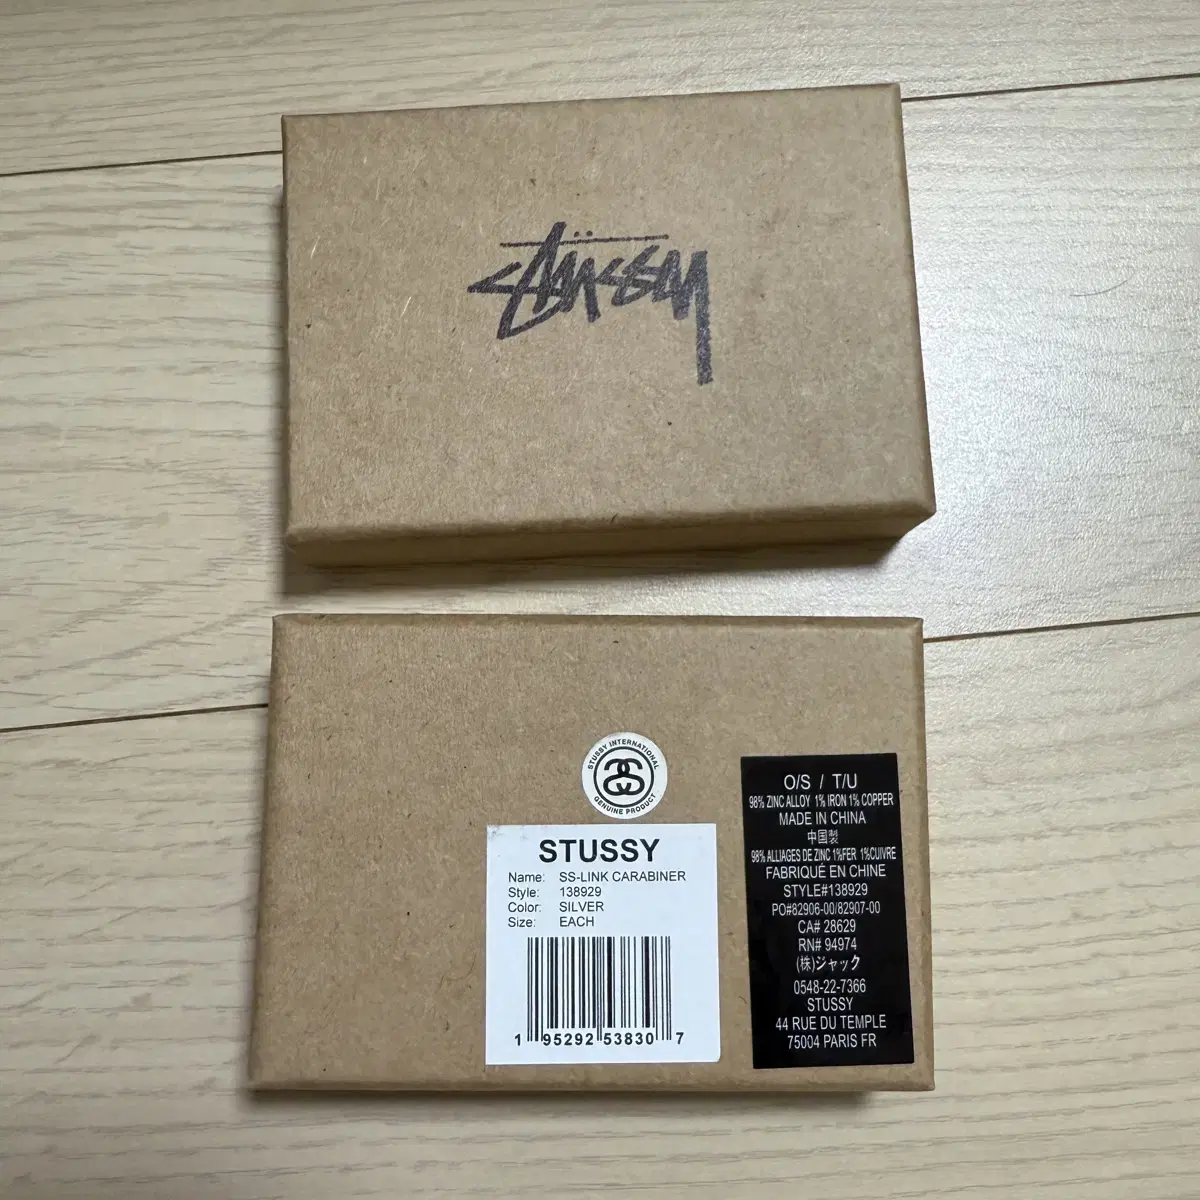 STÜSSY
STUSSY INTERNATIONAL
SS
GENUINE PRODUCT
STUSSY
Name: SS-LINK CARABINER
Style: 138929
Color: SILVER
Size: EACH
1 95292 53830 7
O/S / T/U
98% ZINC ALLOY 1% IRON 1% COPPER
MADE IN CHINA
中国製
98% ALLIAGES DE ZINC 1%FER 1%CUIVRE
FABRIQUÉ EN CHINE
STYLE#138929
PO#82906-00/82907-00
CA# 28629
RN# 94974
(株)ジャック
0548-22-7366
STUSSY
44 RUE DU TEMPLE
75004 PARIS FR